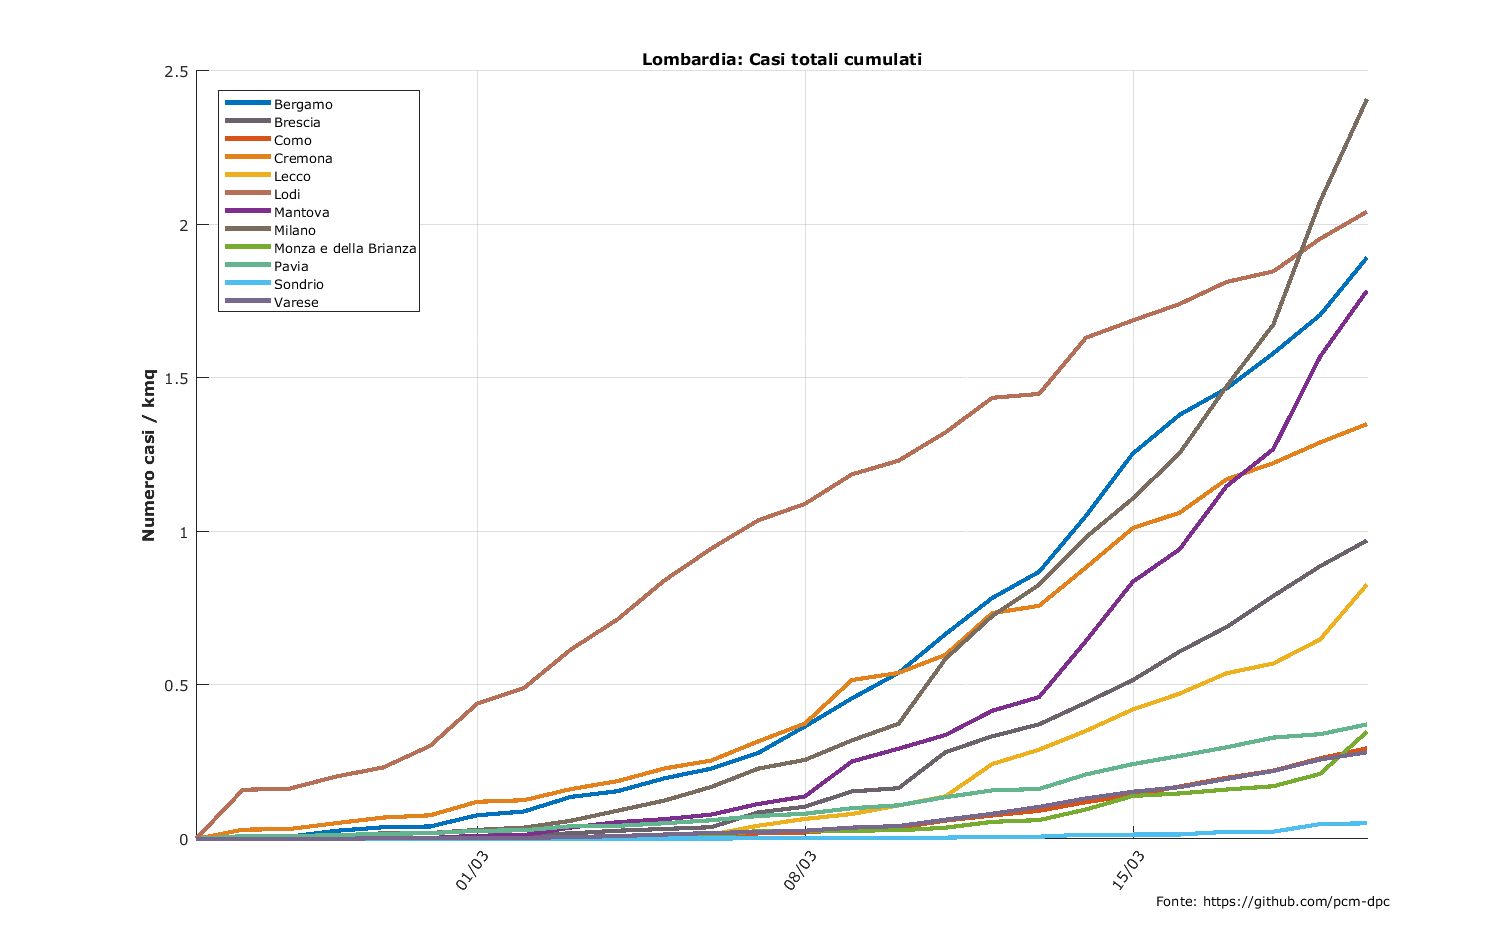 Lombardia: Casi totali cumulati
2.5
2
1.5
1
0.5
0
Numero casi / kmq
Bergamo
Brescia
Como
Cremona
Lecco
Lodi
Mantova
Milano
Monza e della Brianza
Pavia
Sondrio
Varese
01/03
08/03
15/03
Fonte: https://github.com/pcm-dpc